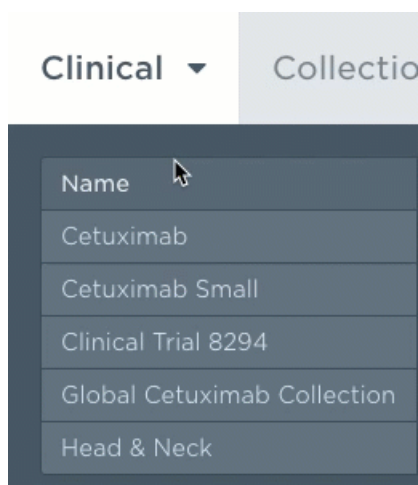 Clinical Collectio
Name
Cetuximab
Cetuximab Small
Clinical Trial 8294
Global Cetuximab Collection
Head & Neck